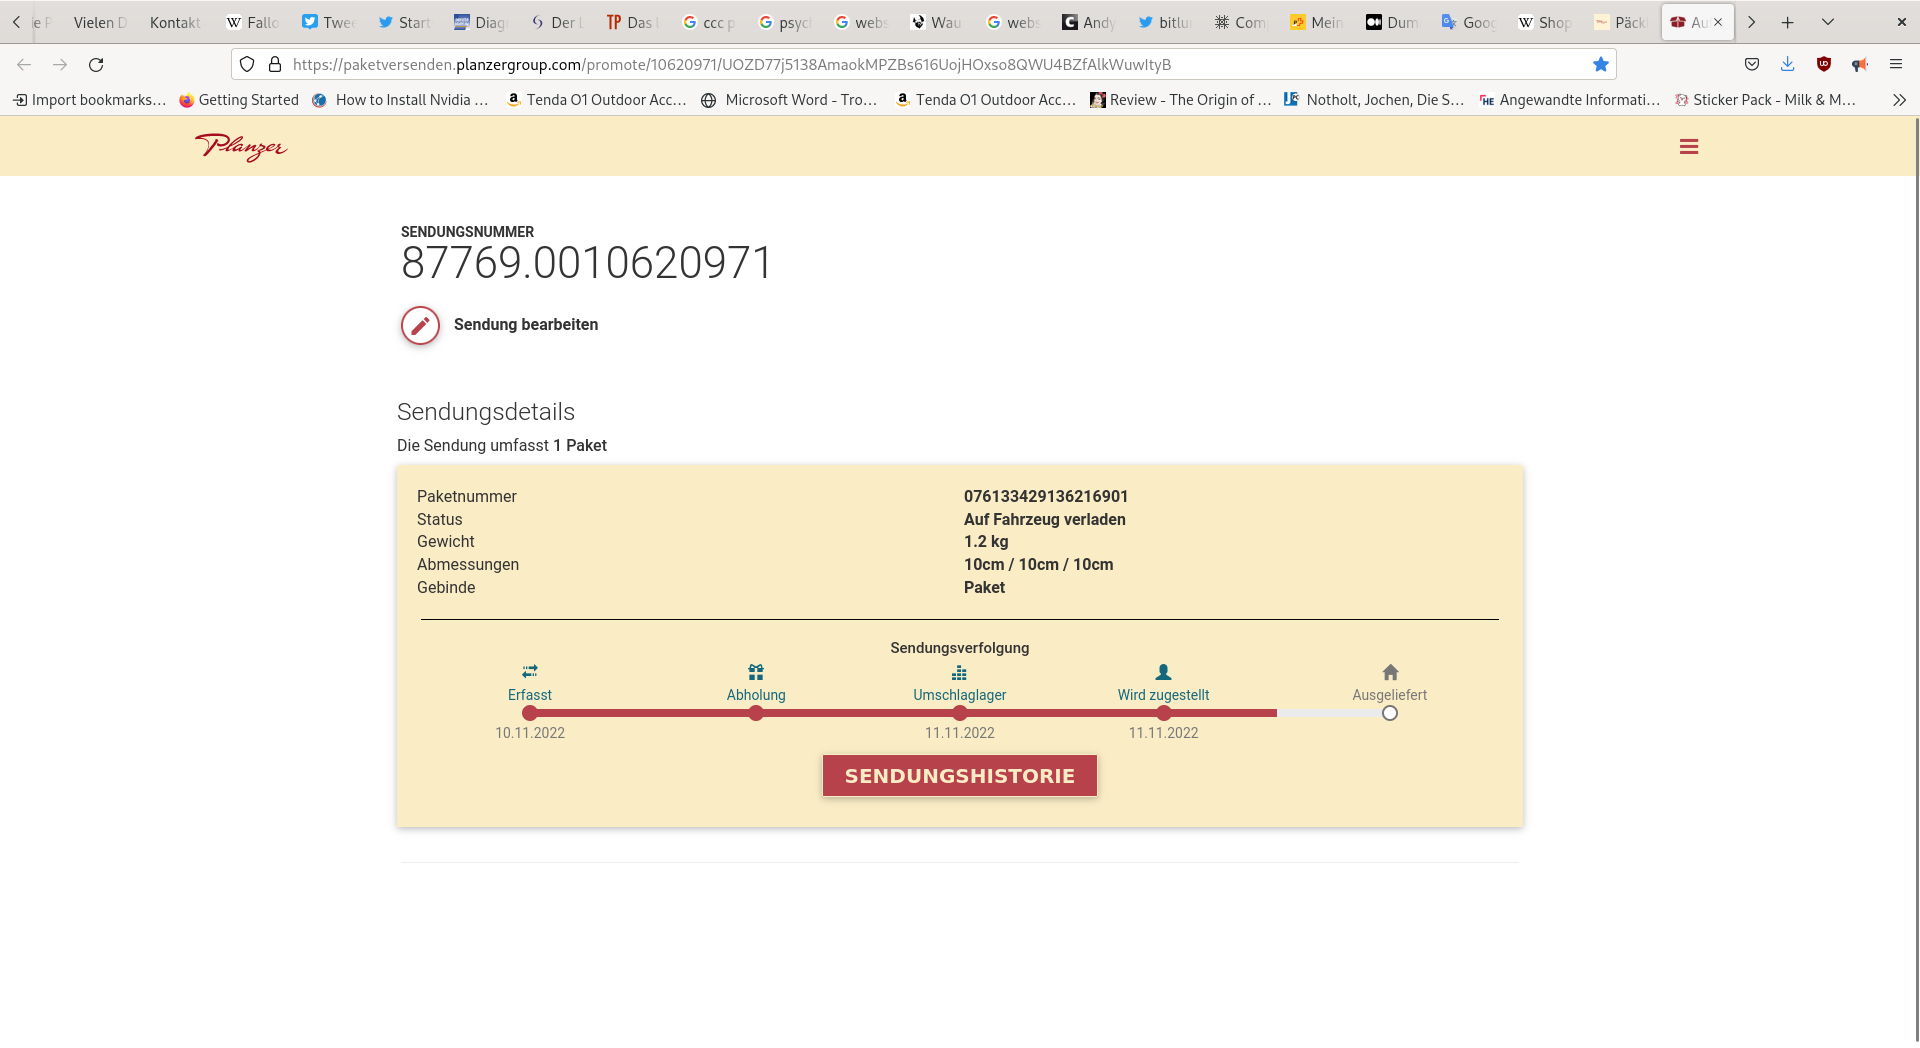 Vielen D
Kontakt
Fallo
Twee
Start
Diag
Der L
Das
ccc p
psyc
webs
Wau
webs
Andy
bitlu
Com
Mein
Dum
Goo
Shop
Päck
Au
https://paketversenden.planzergroup.com/promote/10620971/UOZD77j5138AmaokMPZBs616UojHOxso8QWU4BZfAlkWuwItyB
Import bookmarks…
Getting Started
How to Install Nvidia …
Tenda O1 Outdoor Acc…
Microsoft Word - Tro…
Tenda O1 Outdoor Acc…
Review - The Origin of …
Notholt, Jochen, Die S…
Angewandte Informati…
Sticker Pack - Milk & M…
Planzer
SENDUNGSNUMMER
87769.0010620971
Sendung bearbeiten
Sendungsdetails
Die Sendung umfasst 1 Paket
Paketnummer 076133429136216901
Status Auf Fahrzeug verladen
Gewicht 1.2 kg
Abmessungen 10cm / 10cm / 10cm
Gebinde Paket
Sendungsverfolgung
Erfasst Abholung Umschlaglager Wird zugestellt Ausgeliefert
10.11.2022 11.11.2022 11.11.2022
SENDUNGSHISTORIE